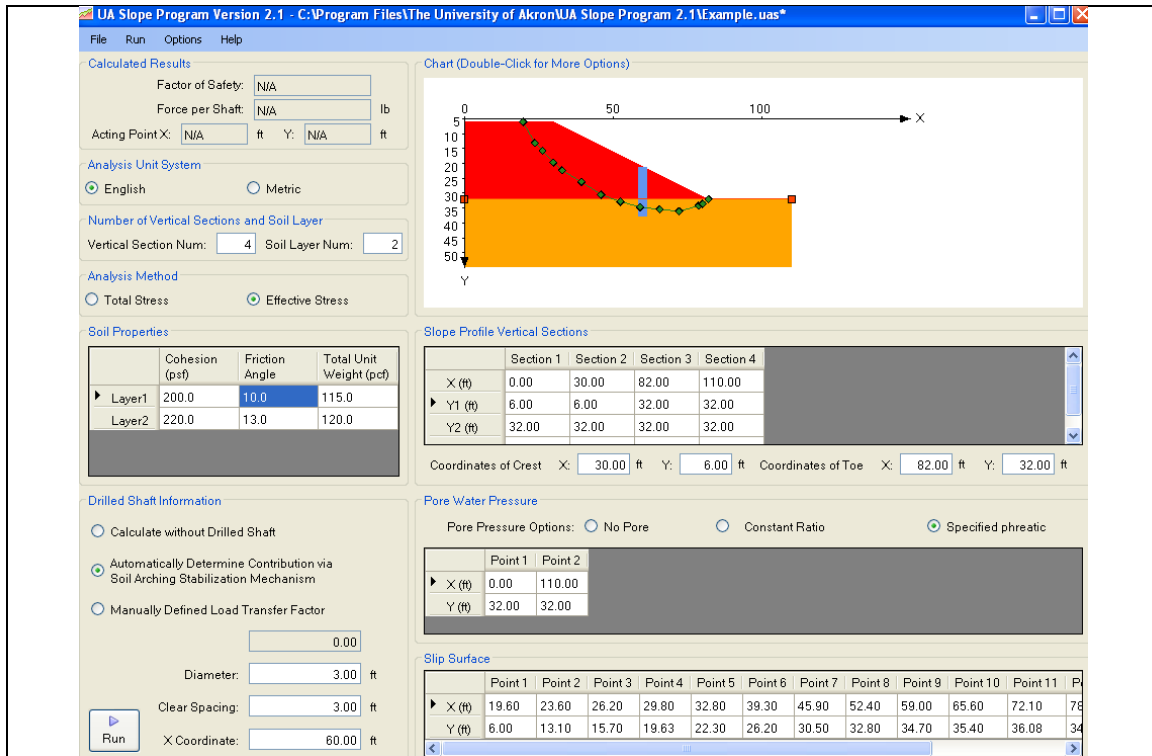 UA Slope Program Version 2.1 - C:\Program Files\The University of Akron\UA Slope Program 2.1\Example.uas*
File Run Options Help
Calculated Results
Factor of Safety: N/A
Force per Shaft: N/A lb
Acting Point X: N/A ft Y: N/A ft
Analysis Unit System
English Metric
Number of Vertical Sections and Soil Layer
Vertical Section Num: 4 Soil Layer Num: 2
Analysis Method
Total Stress Effective Stress
Chart (Double-Click for More Options)
0 50 100 X
5
10
15
20
25
30
35
40
45
50
Y
Soil Properties
Cohesion (psf) Friction Angle Total Unit Weight (pcf)
Layer1 200.0 10.0 115.0
Layer2 220.0 13.0 120.0
Slope Profile Vertical Sections
Section 1 Section 2 Section 3 Section 4
X (ft) 0.00 30.00 82.00 110.00
Y1 (ft) 6.00 6.00 32.00 32.00
Y2 (ft) 32.00 32.00 32.00 32.00
Coordinates of Crest X: 30.00 ft Y: 6.00 ft Coordinates of Toe X: 82.00 ft Y: 32.00 ft
Drilled Shaft Information
Calculate without Drilled Shaft
Automatically Determine Contribution via
Soil Arching Stabilization Mechanism
Manually Defined Load Transfer Factor
0.00
Diameter: 3.00 ft
Clear Spacing: 3.00 ft
Run
X Coordinate: 60.00 ft
Pore Water Pressure
Pore Pressure Options: No Pore Constant Ratio Specified phreatic
Point 1 Point 2
X (ft) 0.00 110.00
Y (ft) 32.00 32.00
Slip Surface
Point 1 Point 2 Point 3 Point 4 Point 5 Point 6 Point 7 Point 8 Point 9 Point 10 Point 11
X (ft) 19.60 23.60 26.20 29.80 32.80 39.30 45.90 52.40 59.00 65.60 72.10 78
Y (ft) 6.00 13.10 15.70 19.63 22.30 26.20 30.50 32.80 34.70 35.40 36.08 34